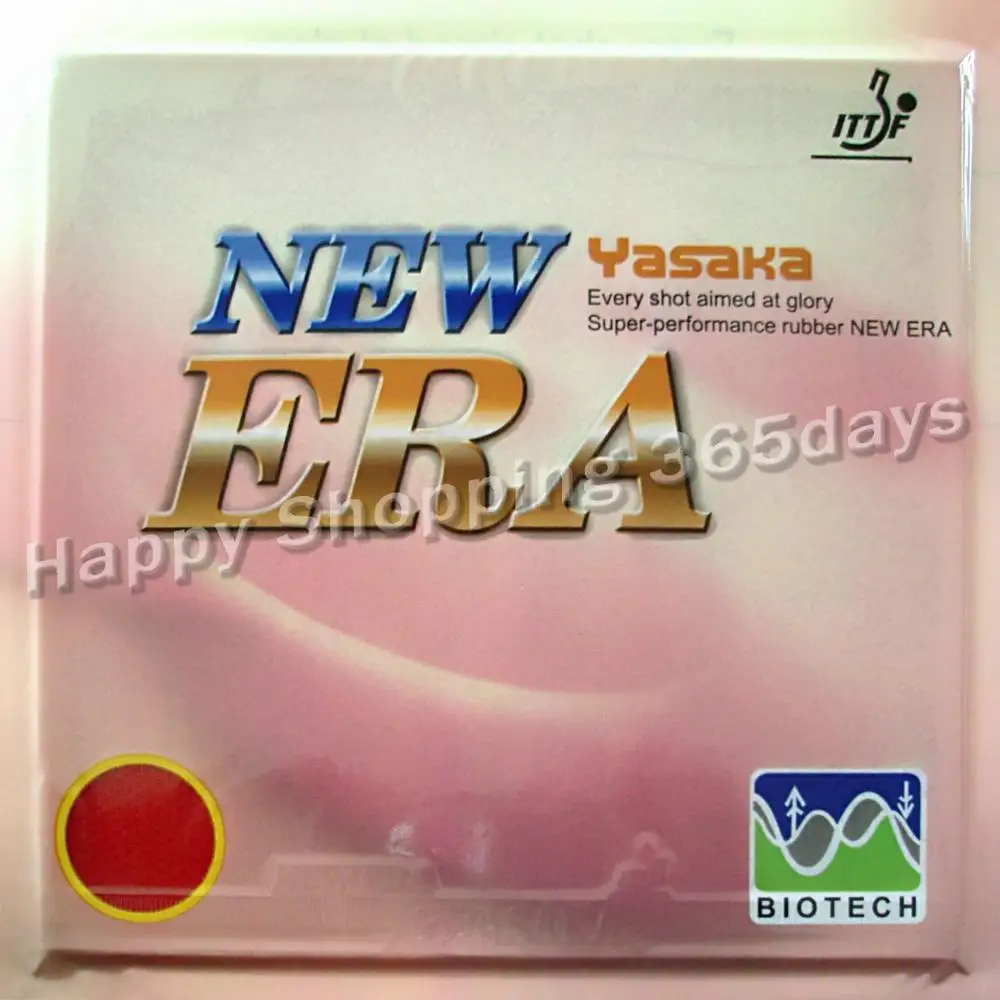 ITTF
NEW
ERA
Yasaka
Every shot aimed at glory
Super-performance rubber NEW ERA
Happy Shopping 365days
BIOTECH